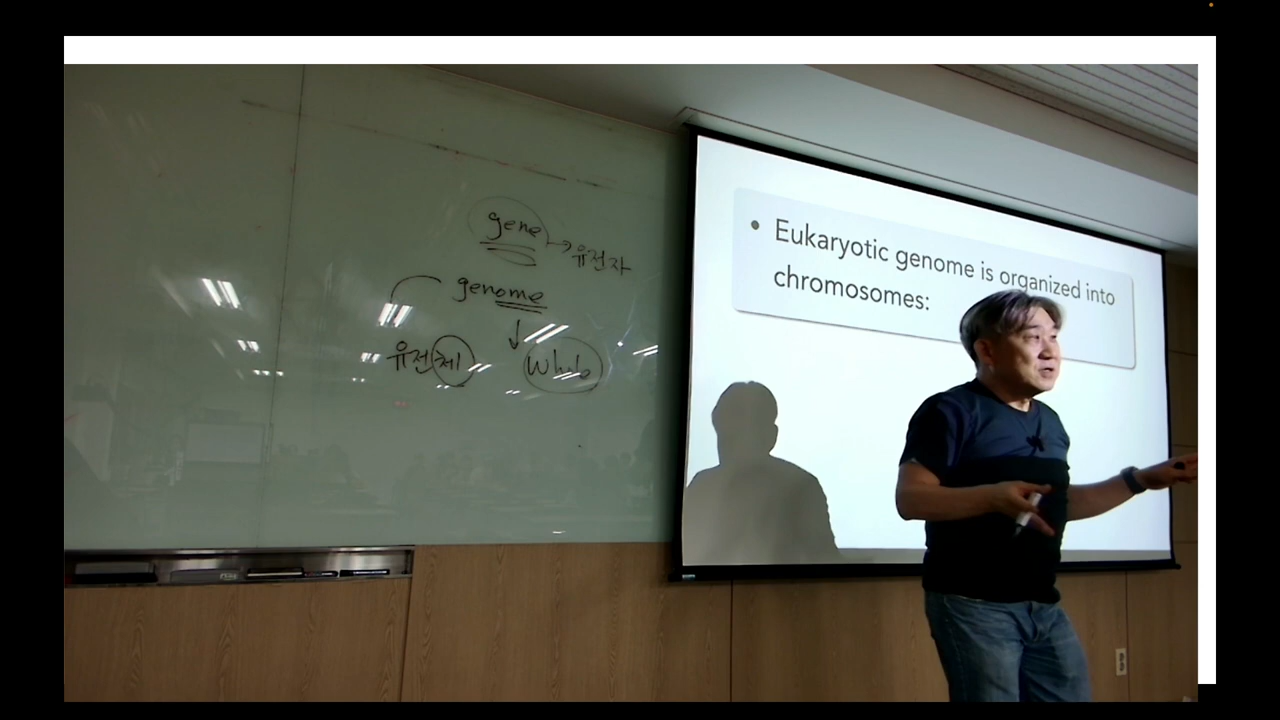 gene
유전자
genome
유전체
whole
• Eukaryotic genome is organized into
chromosomes: